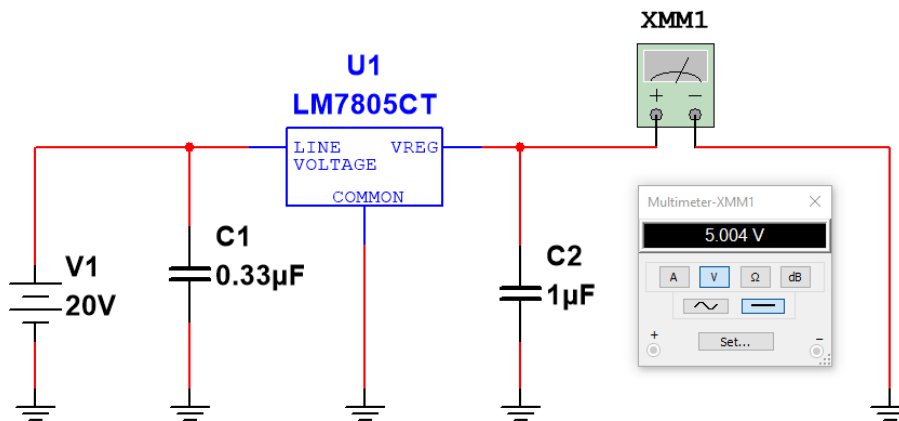 XMM1
U1
LM7805CT
+ −
LINE VREG
VOLTAGE
COMMON
Multimeter-XMM1
5.004 V
A V Ω dB
+ −
Set...
C1
0.33µF
C2
1µF
V1
20V